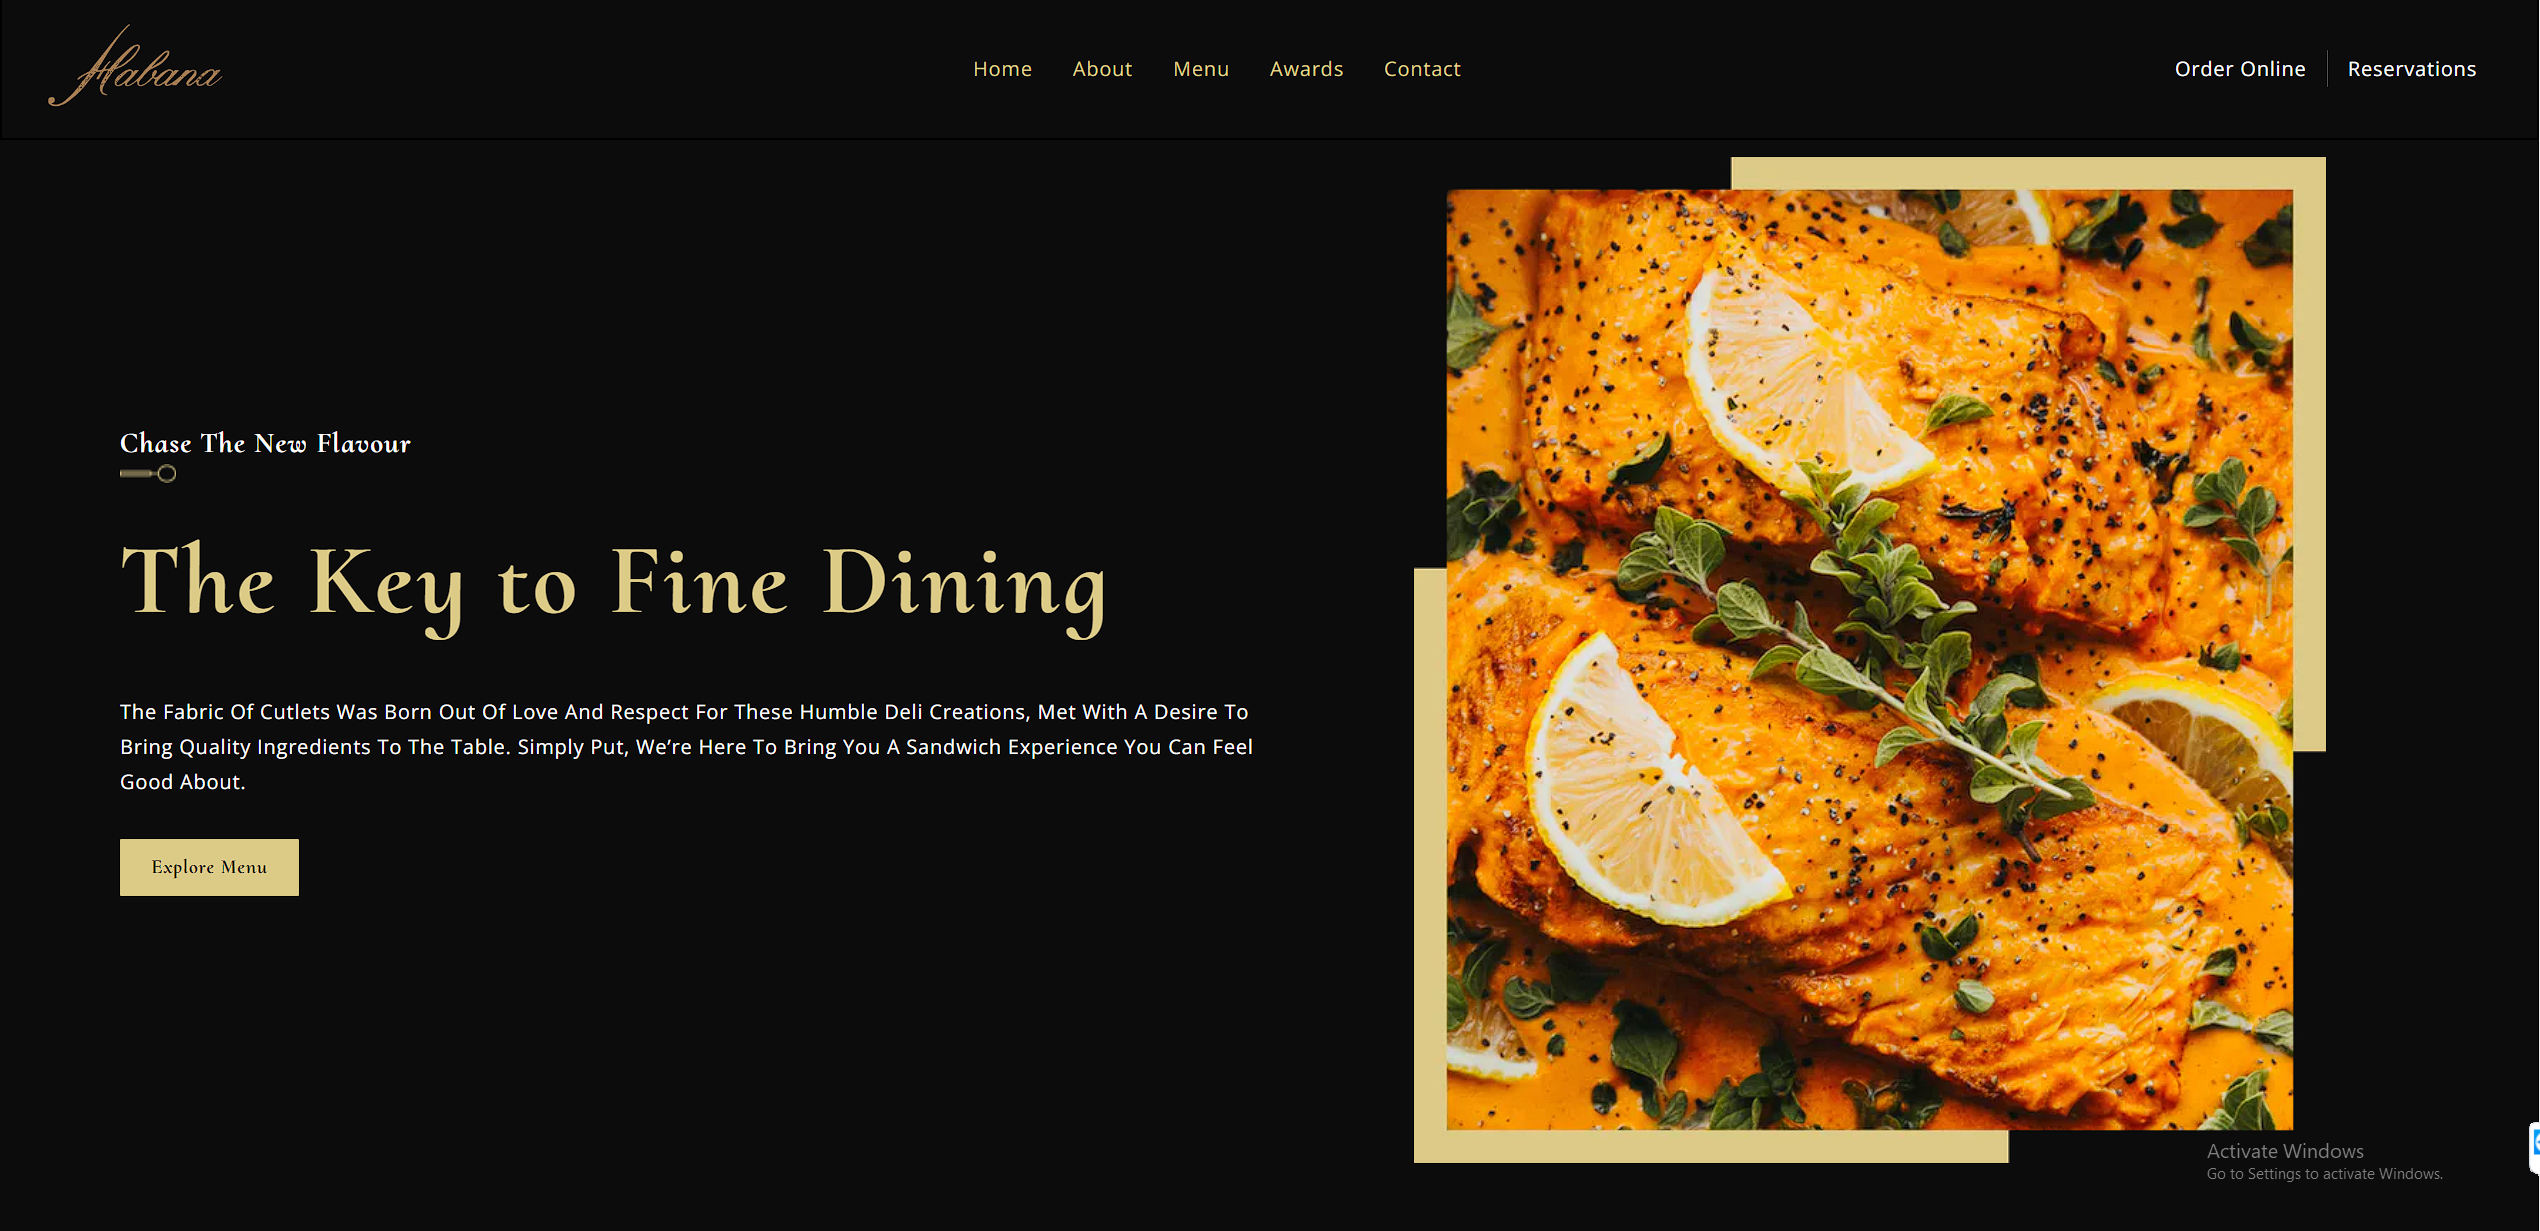 Habana
Home About Menu Awards Contact
Order Online Reservations
Chase The New Flavour
The Key to Fine Dining
The Fabric Of Cutlets Was Born Out Of Love And Respect For These Humble Deli Creations, Met With A Desire To
Bring Quality Ingredients To The Table. Simply Put, We’re Here To Bring You A Sandwich Experience You Can Feel
Good About.
Explore Menu
Activate Windows
Go to Settings to activate Windows.